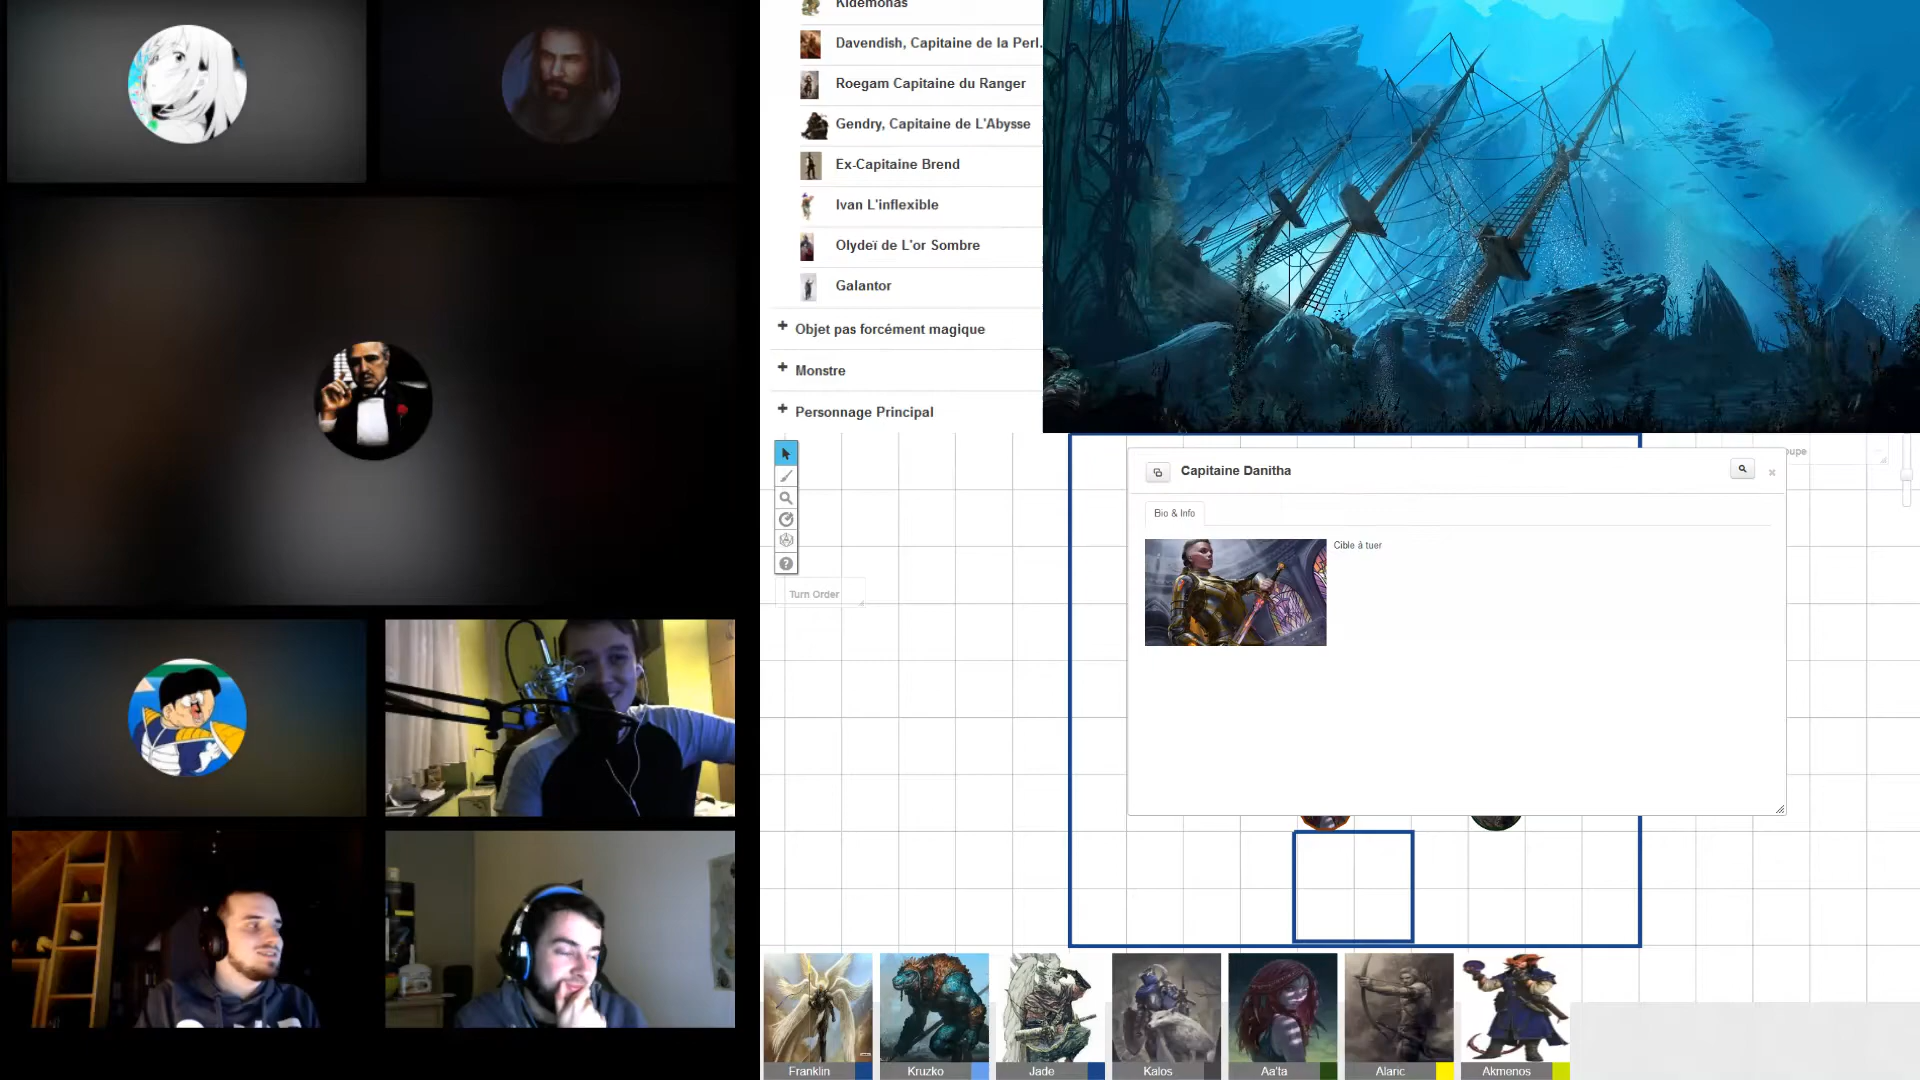 Kidemonas
Davendish, Capitaine de la Perl.
Roegam Capitaine du Ranger
Gendry, Capitaine de L'Abysse
Ex-Capitaine Brend
Ivan L'inflexible
Olydeï de L'or Sombre
Galantor
Objet pas forcément magique
Monstre
Personnage Principal
Turn Order
Capitaine Danitha
Bio & Info
Cible à tuer
oupe
Franklin
Kruzko
Jade
Kalos
Aa'ta
Alaric
Akmenos